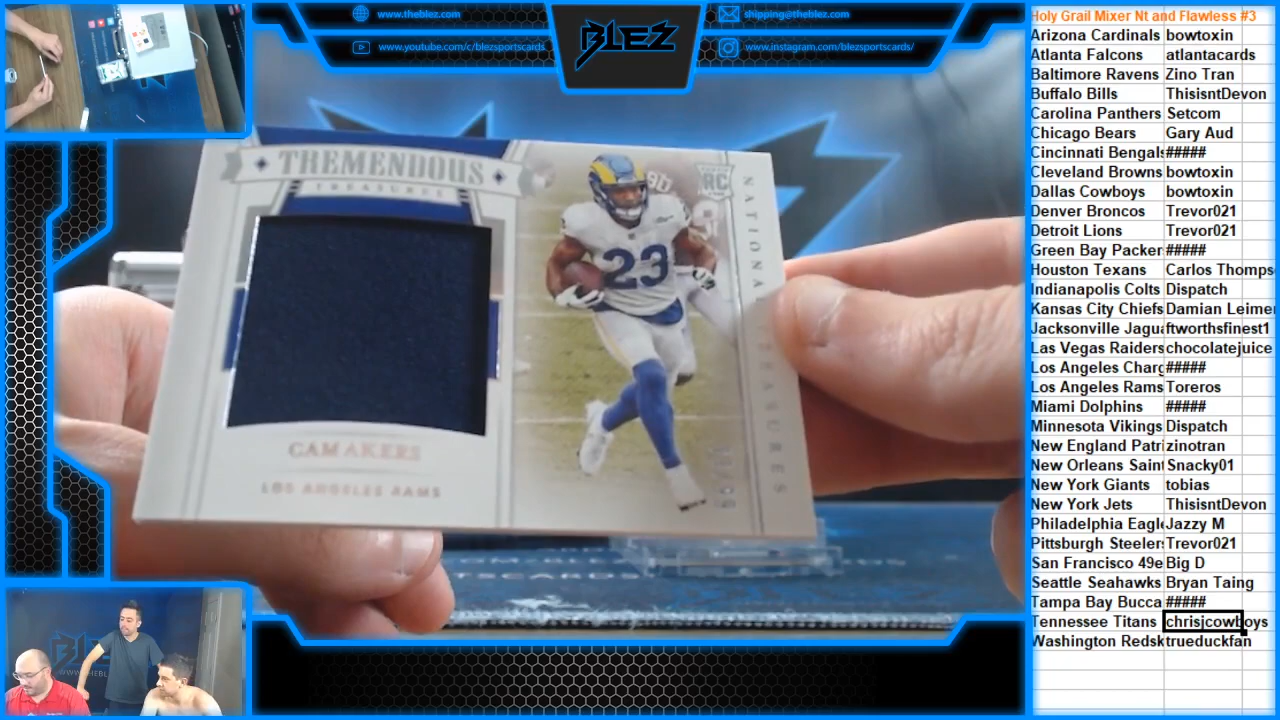 www.theblez.com
www.youtube.com/c/blezsportscards
BLEZ
shipping@theblez.com
www.instagram.com/blezsportscards/
TREMENDOUS
TREASURES
CAM AKERS
LOS ANGELES RAMS
RC
23
NATIONAL TREASURES
BLEZ
Holy Grail Mixer Nt and Flawless #3
Arizona Cardinals bowtoxin
Atlanta Falcons atlantacards
Baltimore Ravens Zino Tran
Buffalo Bills ThisisntDevon
Carolina Panthers Setcom
Chicago Bears Gary Aud
Cincinnati Bengals #####
Cleveland Browns bowtoxin
Dallas Cowboys bowtoxin
Denver Broncos Trevor021
Detroit Lions Trevor021
Green Bay Packer #####
Houston Texans Carlos Thomps
Indianapolis Colts Dispatch
Kansas City Chiefs Damian Leime
Jacksonville Jagua ftworthsfinest1
Las Vegas Raiders chocolatejuice
Los Angeles Charg #####
Los Angeles Rams Toreros
Miami Dolphins #####
Minnesota Vikings Dispatch
New England Patri zinotran
New Orleans Saint Snacky01
New York Giants tobias
New York Jets ThisisntDevon
Philadelphia Eagle Jazzy M
Pittsburgh Steelers Trevor021
San Francisco 49e Big D
Seattle Seahawks Bryan Taing
Tampa Bay Bucca #####
Tennessee Titans chrisjcowboys
Washington Redsk trueduckfan